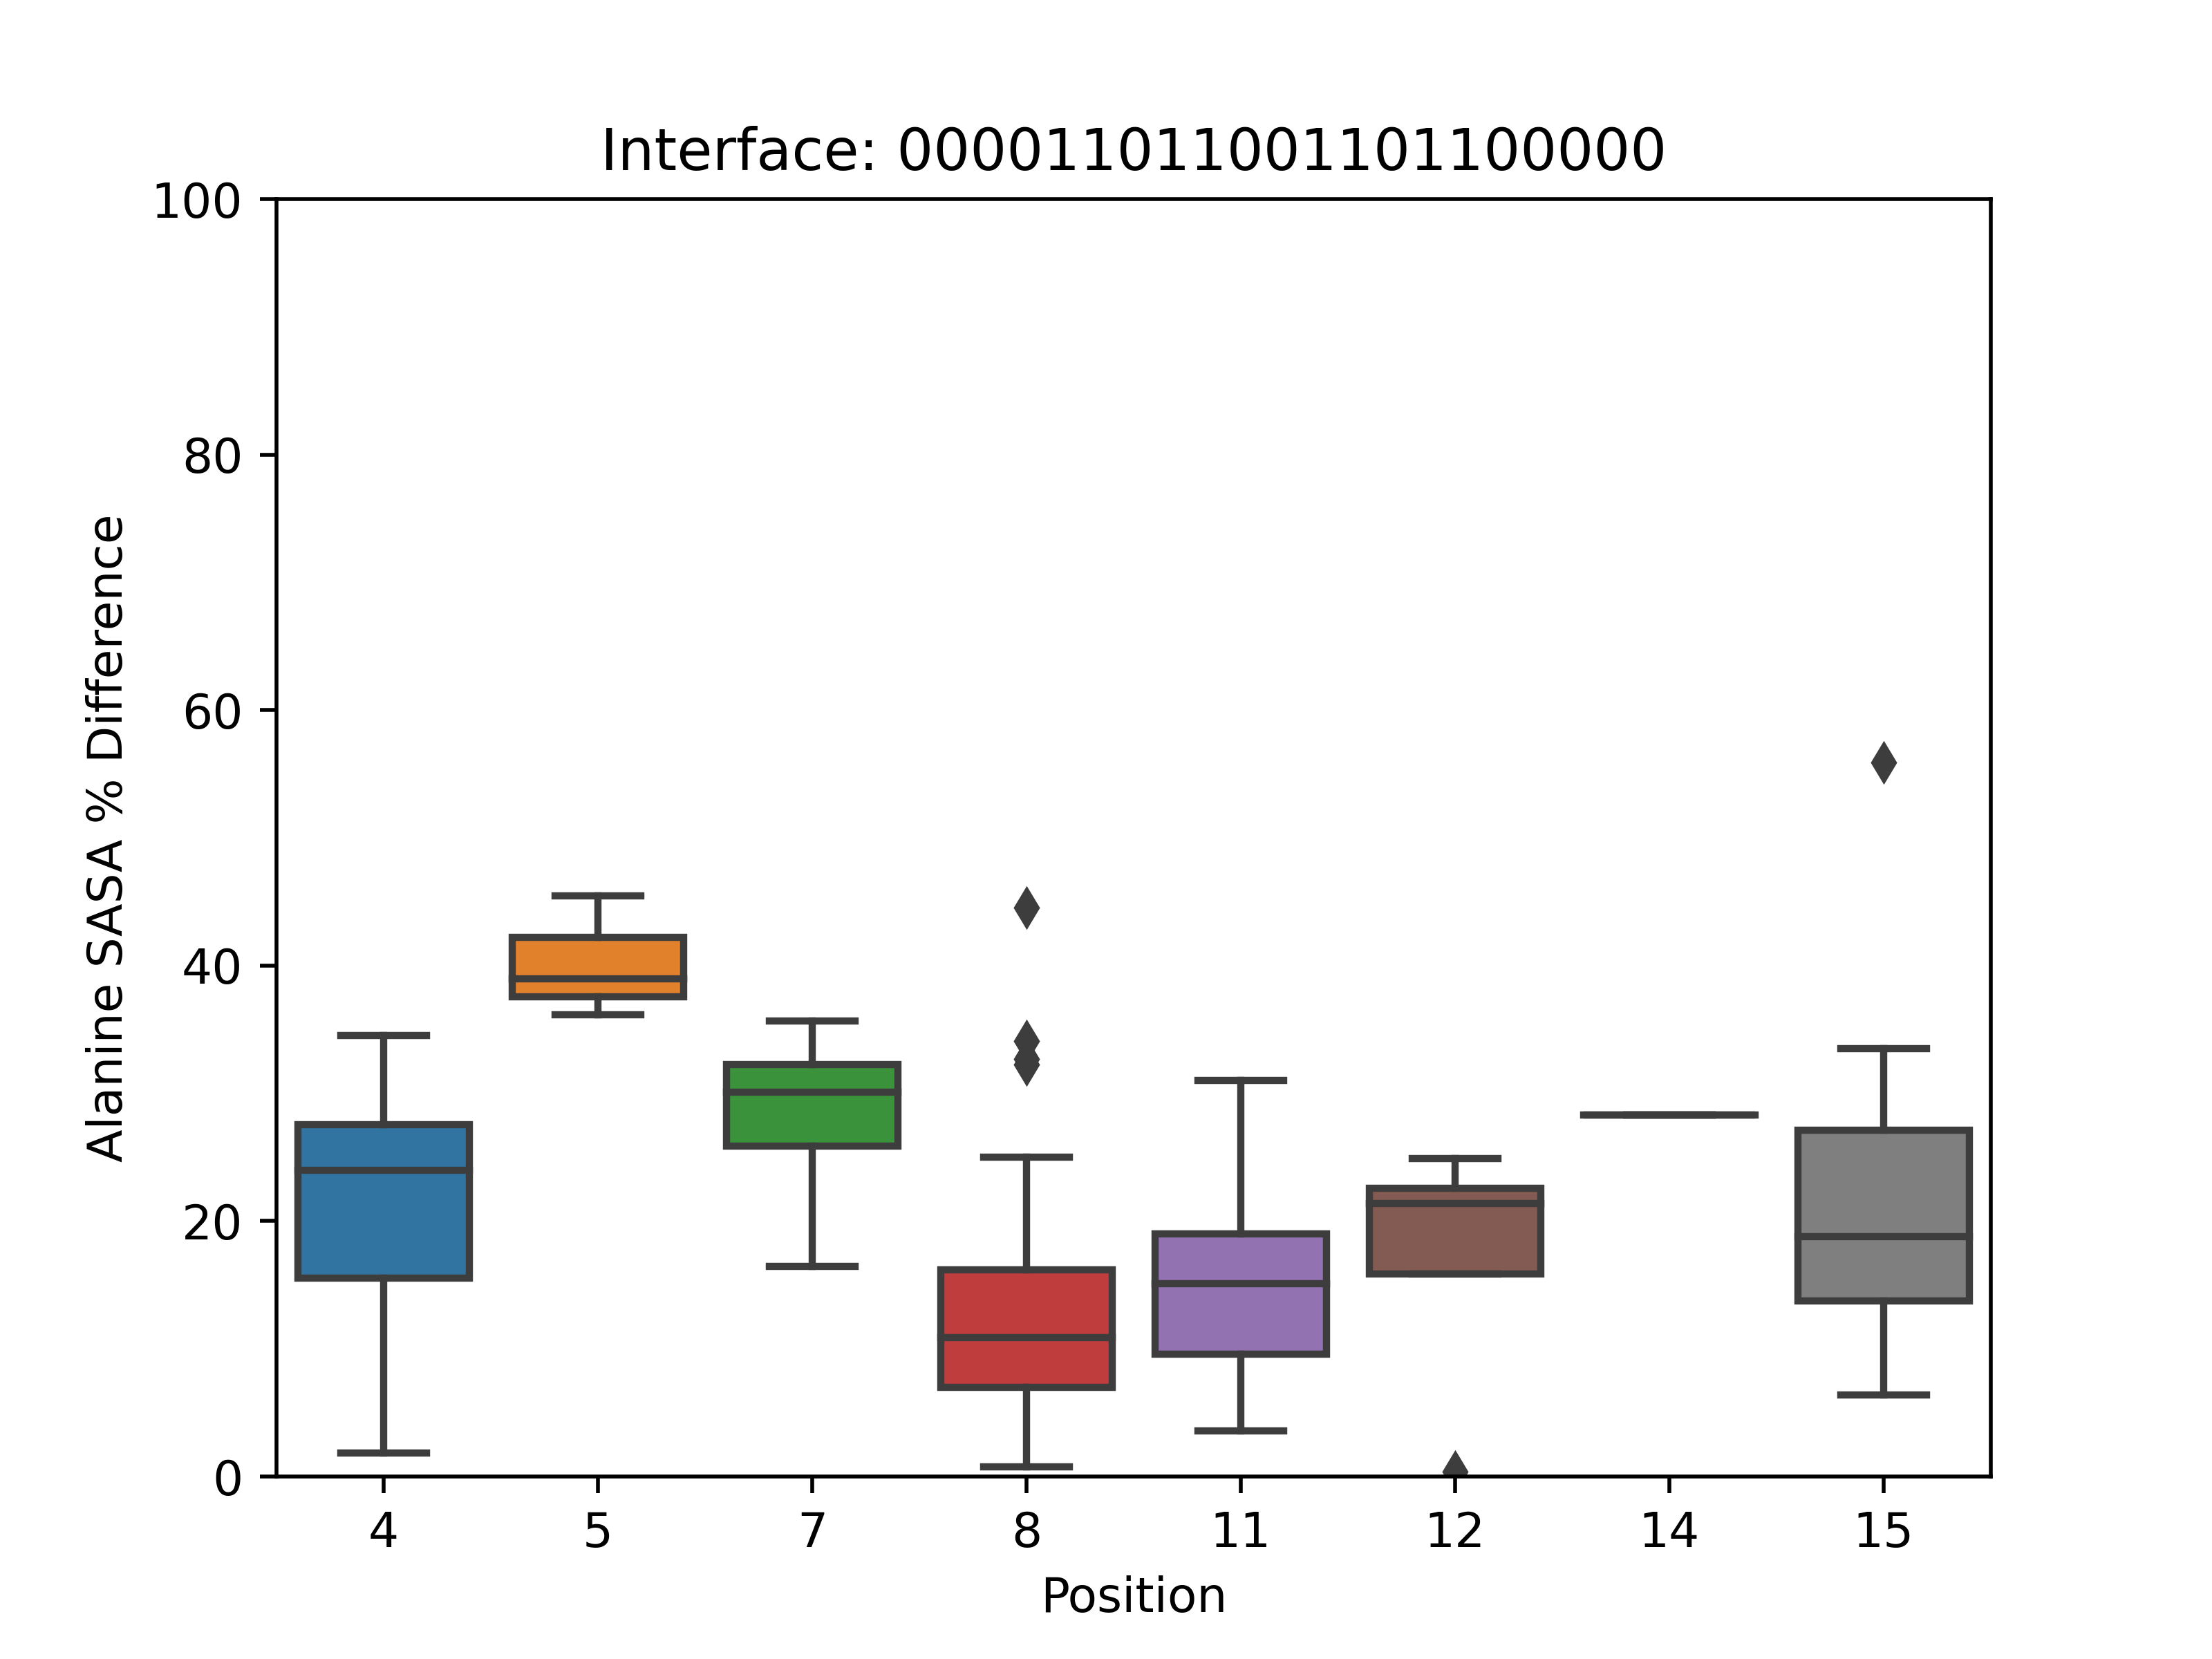 Interface: 000011011001101100000
100
80
60
40
20
0
Alanine SASA % Difference
4 5 7 8 11 12 14 15
Position